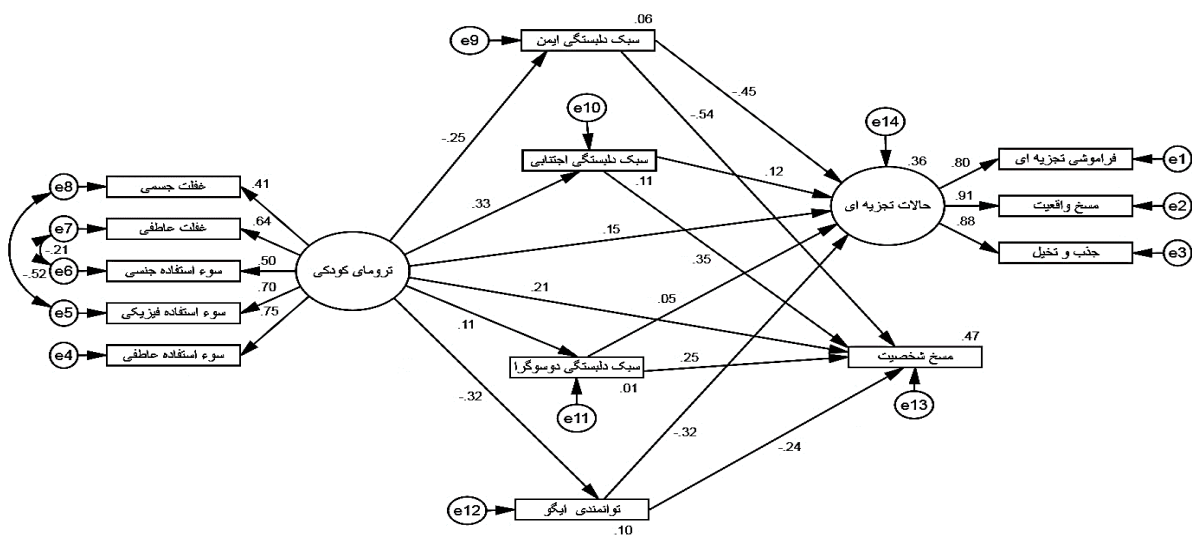 .06
e9
سبک دلبستگی ایمن
-.45
-.54
e10
e14
-.25
سبک دلبستگی اجتنابی
.12
.11
.36
.80
فراموشی تجزیه ای
e1
e8
غفلت جسمی
.41
.33
حالات تجزیه ای
.91
مسخ واقعیت
e2
e7
غفلت عاطفی
.64
.15
.88
جذب و تخیل
e3
-.21
e6
سوء استفاده جنسی
.50
ترومای کودکی
.35
-.52
.21
e5
سوء استفاده فیزیکی
.70
.05
.75
.11
.47
e4
سوء استفاده عاطفی
سبک دلبستگی دوسوگرا
.25
مسخ شخصیت
.01
-.32
e11
-.32
e13
-.24
e12
توانمندی ایگو
.10